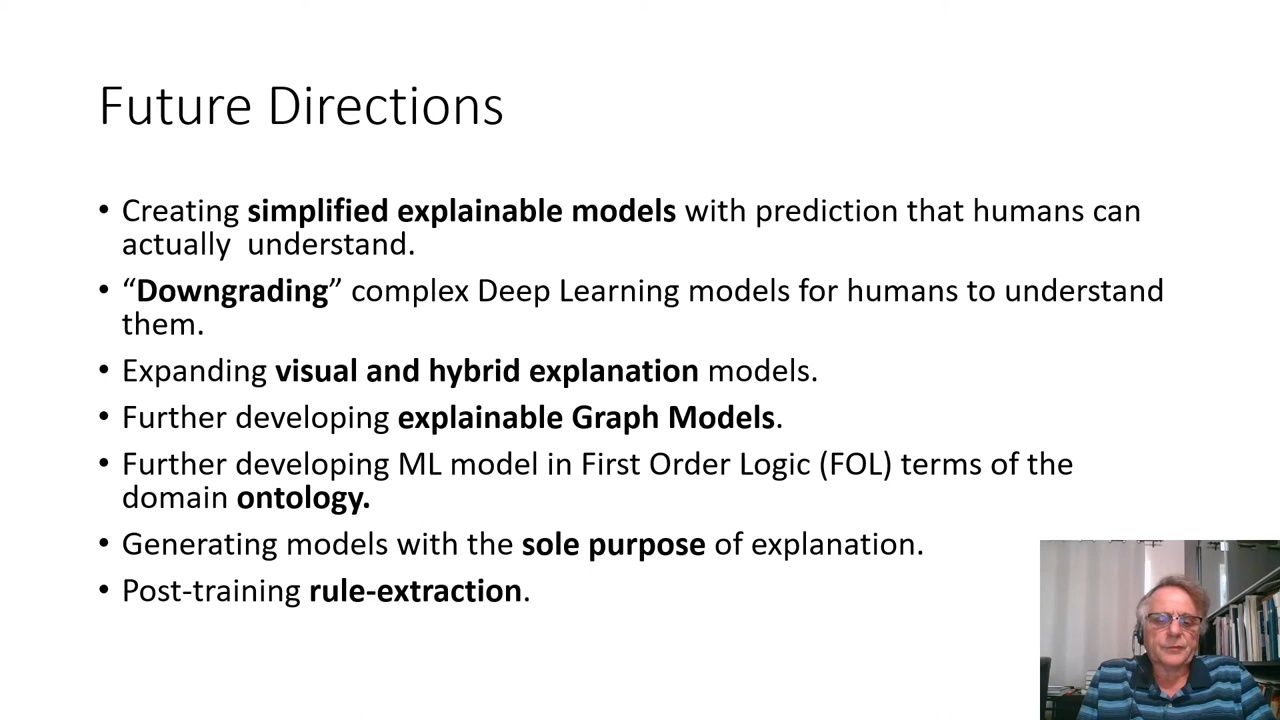 Future Directions
• Creating simplified explainable models with prediction that humans can
actually  understand.
• “Downgrading” complex Deep Learning models for humans to understand
them.
• Expanding visual and hybrid explanation models.
• Further developing explainable Graph Models.
• Further developing ML model in First Order Logic (FOL) terms of the
domain ontology.
• Generating models with the sole purpose of explanation.
• Post-training rule-extraction.